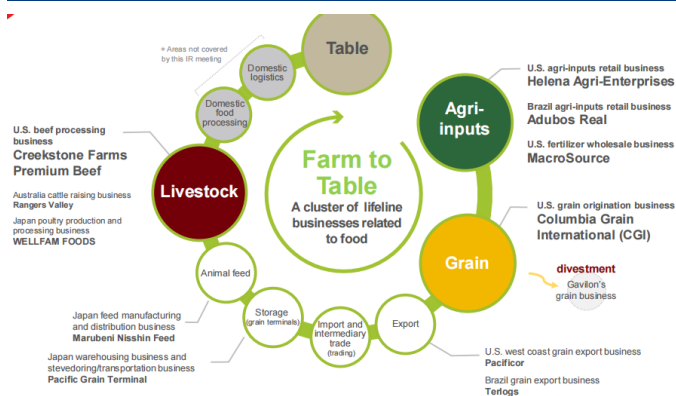 Table
* Areas not covered
by this IR meeting
Domestic
logistics
Domestic
food
processing
U.S. beef processing
business
Creekstone Farms
Premium Beef
Australia cattle raising business
Rangers Valley
Japan poultry production and
processing business
WELLFAM FOODS
Livestock
Farm to
Table
A cluster of lifeline
businesses related
to food
Agri-
inputs
U.S. agri-inputs retail business
Helena Agri-Enterprises
Brazil agri-inputs retail business
Adubos Real
U.S. fertilizer wholesale business
MacroSource
U.S. grain origination business
Columbia Grain
International (CGI)
Grain
divestment
Gavilon's
grain business
Animal feed
Storage
(grain terminals)
Import and
intermediary
trade
(trading)
Export
Japan feed manufacturing
and distribution business
Marubeni Nisshin Feed
Japan warehousing business and
stevedoring/transportation business
Pacific Grain Terminal
U.S. west coast grain export business
Pacificor
Brazil grain export business
Terlogs